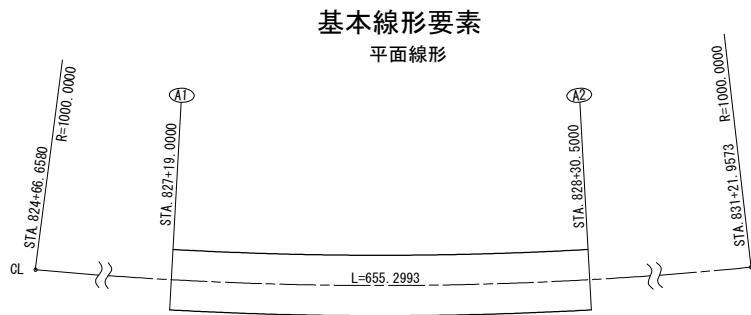 基本線形要素
平面線形
STA. 824+66. 6580
R=1000. 0000
A1
STA. 827+19. 0000
A2
STA. 828+30. 5000
R=1000. 0000
STA. 831+21. 9573
CL
L=655. 2993